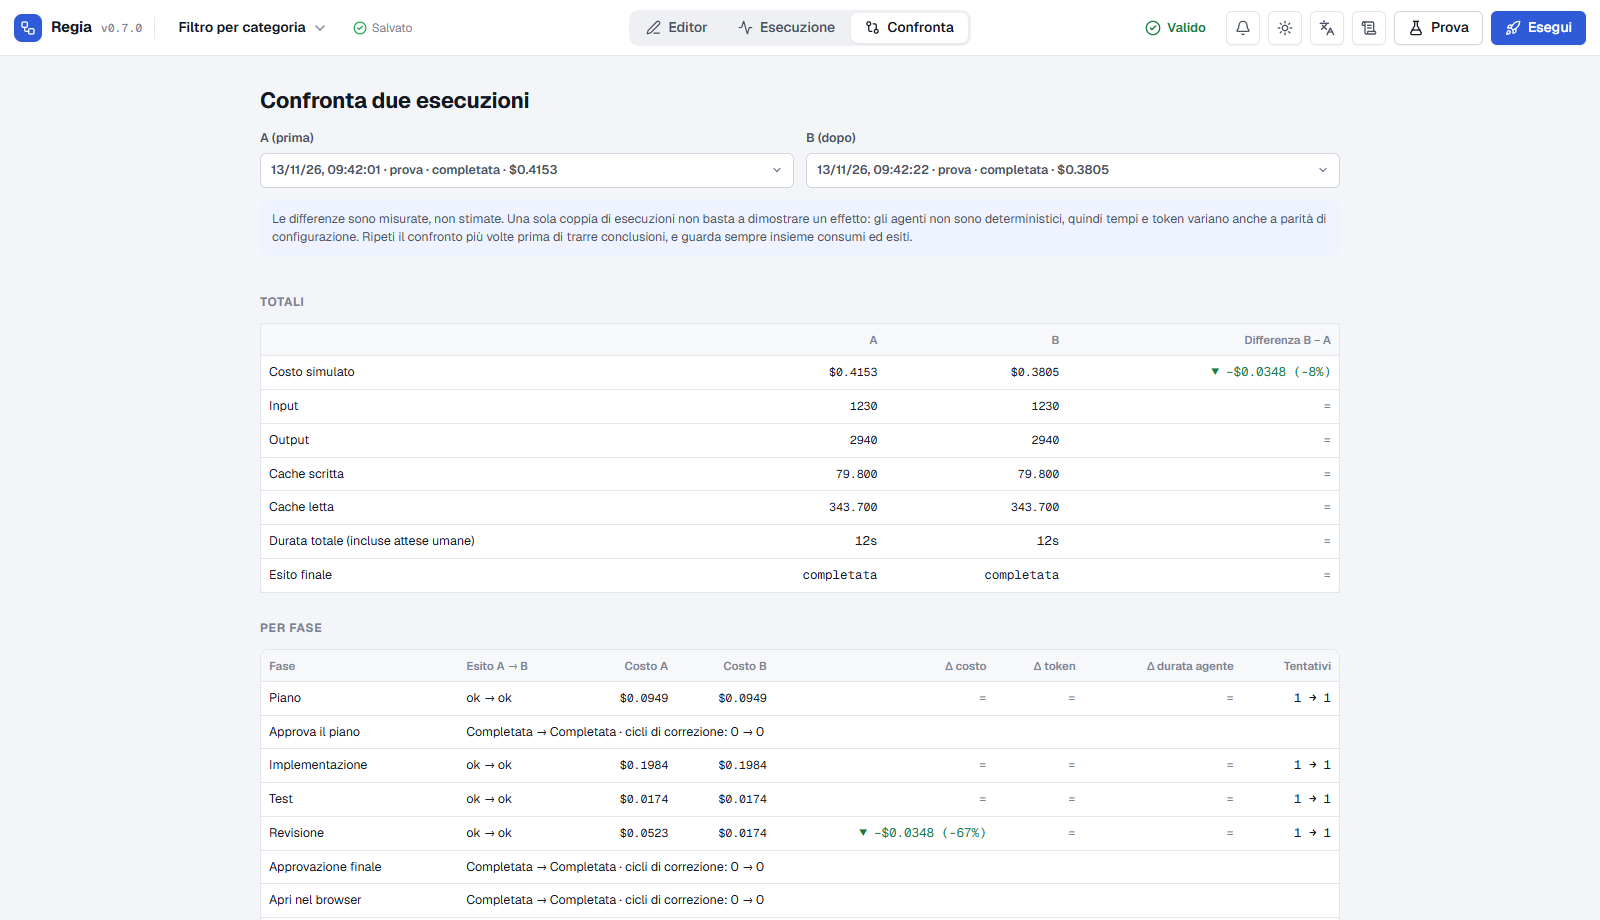 Regia v0.7.0 Filtro per categoria Salvato Editor Esecuzione Confronta Valido Prova Esegui
Confronta due esecuzioni
A (prima) B (dopo)
13/11/26, 09:42:01 · prova · completata · $0.4153 13/11/26, 09:42:22 · prova · completata · $0.3805
Le differenze sono misurate, non stimate. Una sola coppia di esecuzioni non basta a dimostrare un effetto: gli agenti non sono deterministici, quindi tempi e token variano anche a parità di
configurazione. Ripeti il confronto più volte prima di trarre conclusioni, e guarda sempre insieme consumi ed esiti.
TOTALI
A B Differenza B – A
Costo simulato $0.4153 $0.3805 ▼ −$0.0348 (-8%)
Input 1230 1230 =
Output 2940 2940 =
Cache scritta 79.800 79.800 =
Cache letta 343.700 343.700 =
Durata totale (incluse attese umane) 12s 12s =
Esito finale completata completata =
PER FASE
Fase Esito A → B Costo A Costo B Δ costo Δ token Δ durata agente Tentativi
Piano ok → ok $0.0949 $0.0949 = = = 1 → 1
Approva il piano Completata → Completata · cicli di correzione: 0 → 0
Implementazione ok → ok $0.1984 $0.1984 = = = 1 → 1
Test ok → ok $0.0174 $0.0174 = = = 1 → 1
Revisione ok → ok $0.0523 $0.0174 ▼ −$0.0348 (-67%) = = 1 → 1
Approvazione finale Completata → Completata · cicli di correzione: 0 → 0
Apri nel browser Completata → Completata · cicli di correzione: 0 → 0